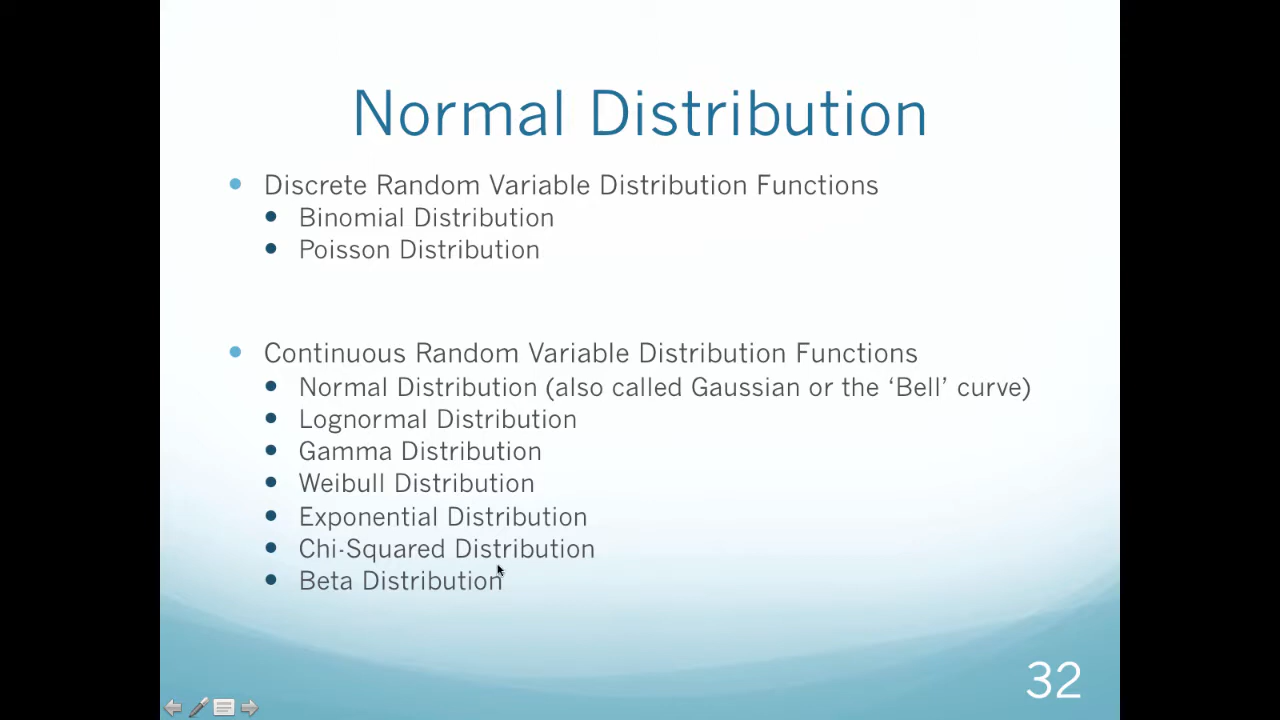 Normal Distribution
Discrete Random Variable Distribution Functions
Binomial Distribution
Poisson Distribution
Continuous Random Variable Distribution Functions
Normal Distribution (also called Gaussian or the ‘Bell’ curve)
Lognormal Distribution
Gamma Distribution
Weibull Distribution
Exponential Distribution
Chi-Squared Distribution
Beta Distribution
32